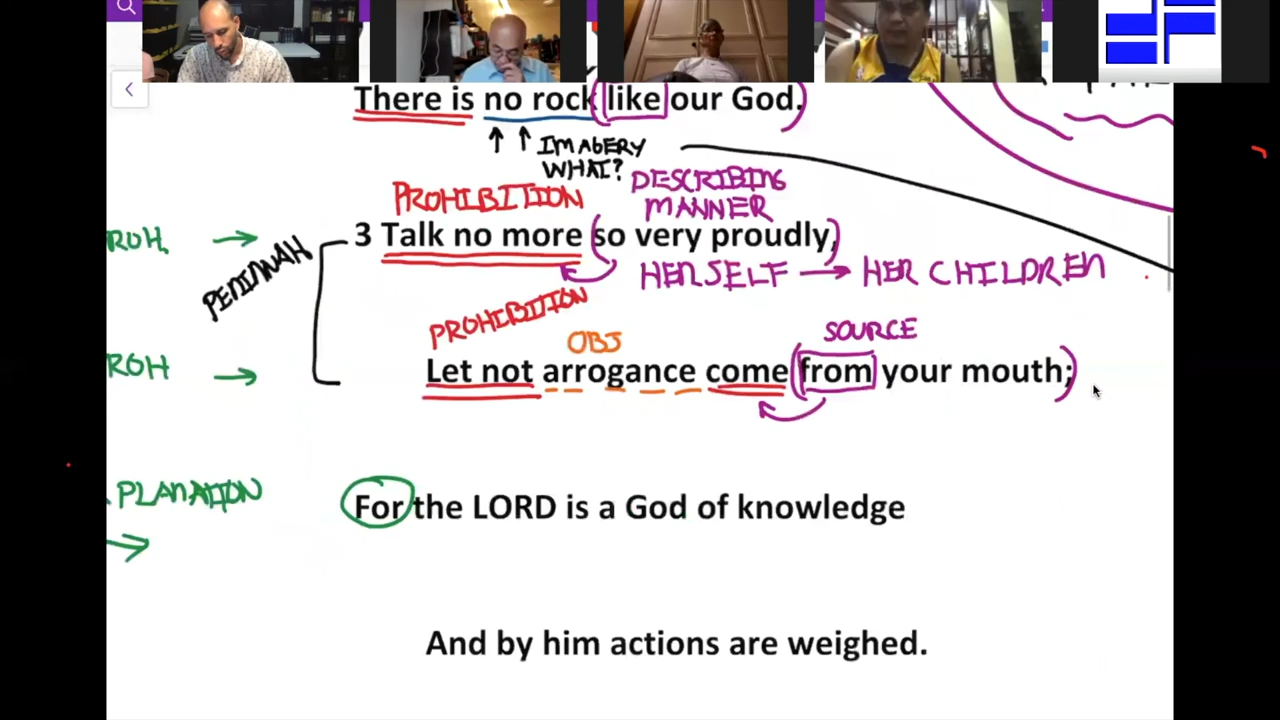 There is no rock like our God.
IMAGERY
WHAT?
PROHIBITION
DESCRIBING
MANNER
ROH.
3 Talk no more so very proudly,
PENINNAH
HERSELF → HER CHILDREN
PROHIBITION
OBJ
SOURCE
ROH
Let not arrogance come from your mouth;
PLANATION
For the LORD is a God of knowledge
And by him actions are weighed.